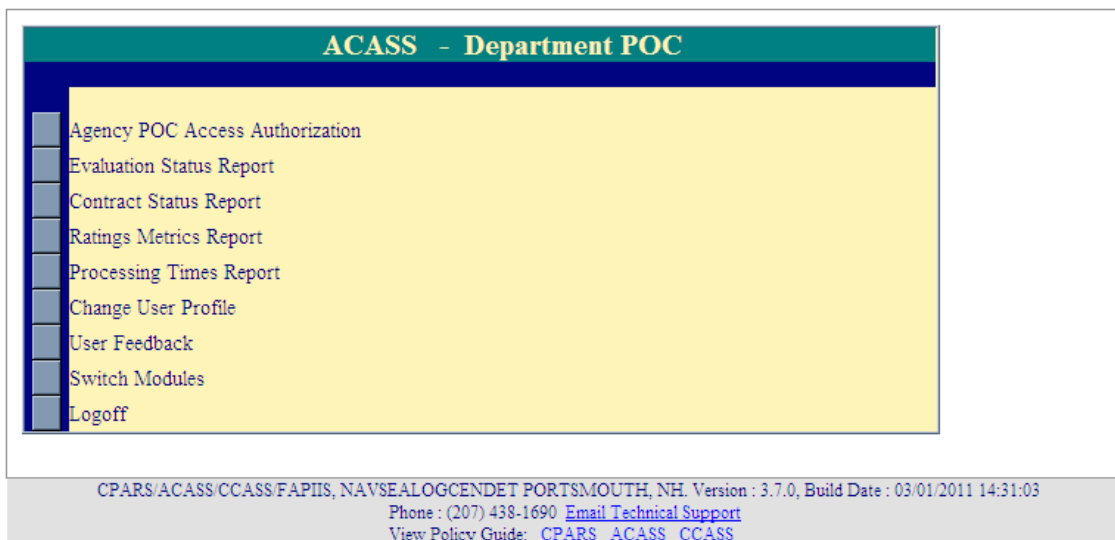 ACASS - Department POC
Agency POC Access Authorization
Evaluation Status Report
Contract Status Report
Ratings Metrics Report
Processing Times Report
Change User Profile
User Feedback
Switch Modules
Logoff
CPARS/ACASS/CCASS/FAPIIS, NAVSEALOGCENDET PORTSMOUTH, NH. Version : 3.7.0, Build Date : 03/01/2011 14:31:03
Phone : (207) 438-1690 Email Technical Support
View Policy Guide: CPARS ACASS CCASS